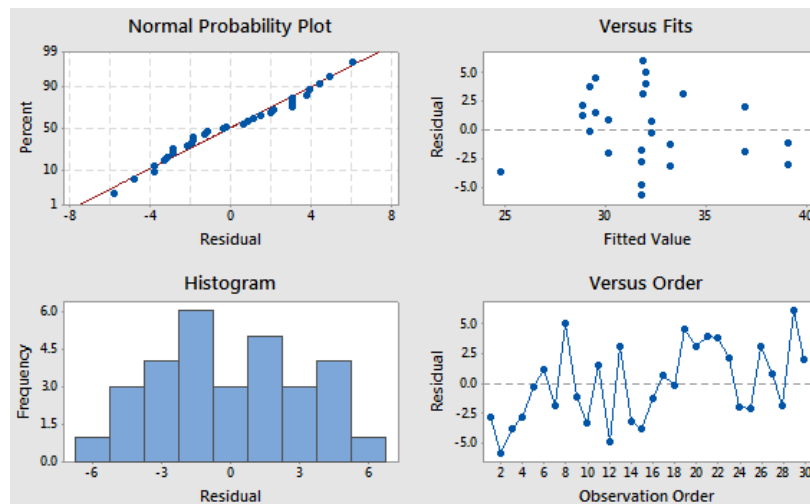 Normal Probability Plot
99
90
50
10
1
Percent
-8 -4 0 4 8
Residual
Versus Fits
5.0
2.5
0.0
-2.5
-5.0
Residual
25 30 35 40
Fitted Value
Histogram
6.0
4.5
3.0
1.5
0.0
Frequency
-6 -3 0 3 6
Residual
Versus Order
5.0
2.5
0.0
-2.5
-5.0
Residual
2 4 6 8 10 12 14 16 18 20 22 24 26 28 30
Observation Order